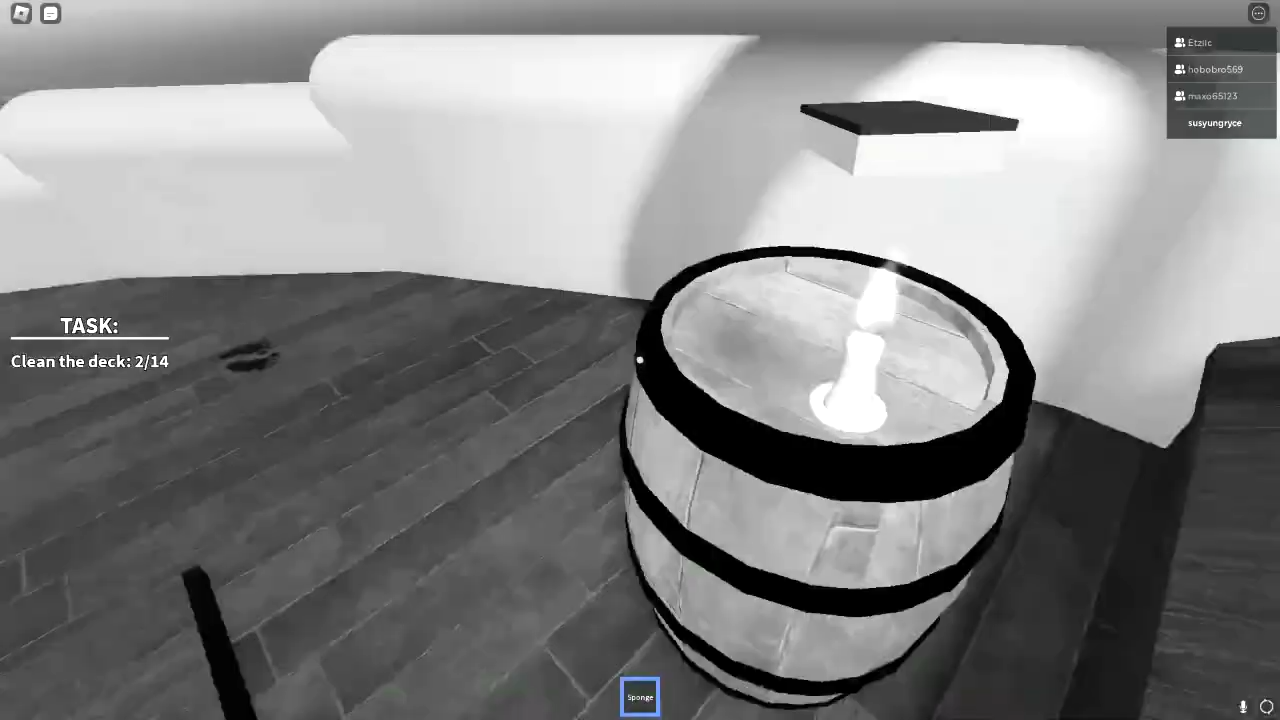 Etzilc
hobobro569
maxo65123
susyungryce
TASK:
Clean the deck: 2/14
Sponge